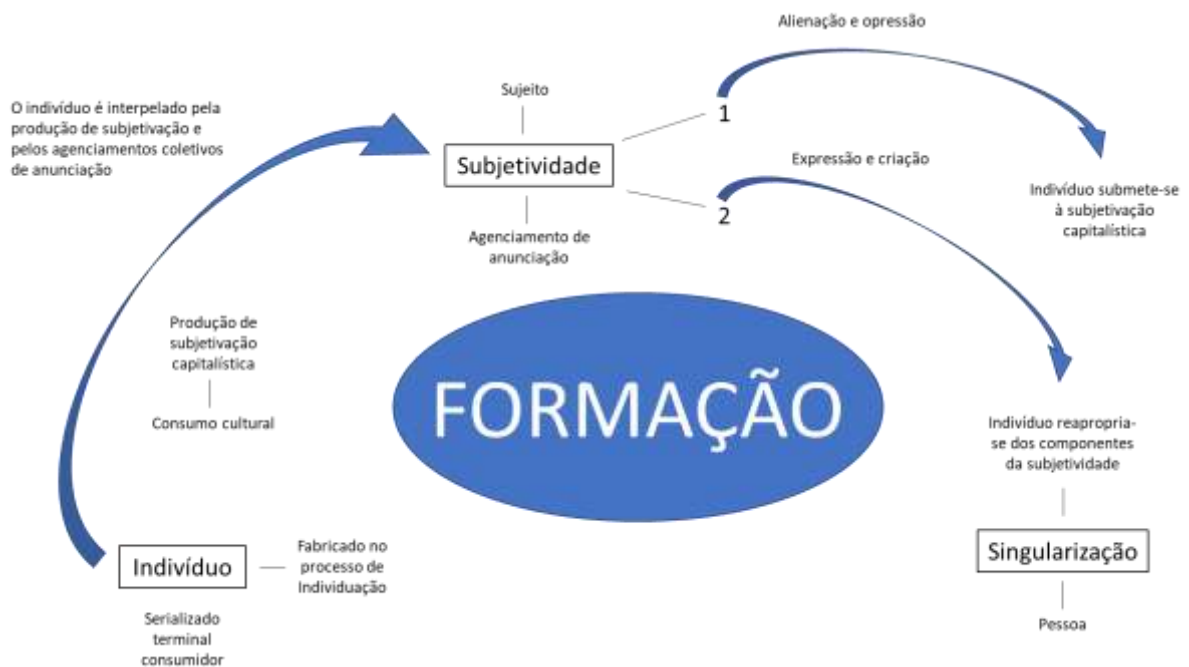 Alienação e opressão
O indivíduo é interpelado pela
produção de subjetivação e
pelos agenciamentos coletivos
de anunciação
Sujeito
Subjetividade
Agenciamento de
anunciação
1
Expressão e criação
2
Indivíduo submete-se
à subjetivação
capitalística
Produção de
subjetivação
capitalística
Consumo cultural
FORMAÇÃO
Indivíduo reapropria-
se dos componentes
da subjetividade
Singularização
Pessoa
Indivíduo
Fabricado no
processo de
Individuação
Serializado
terminal
consumidor